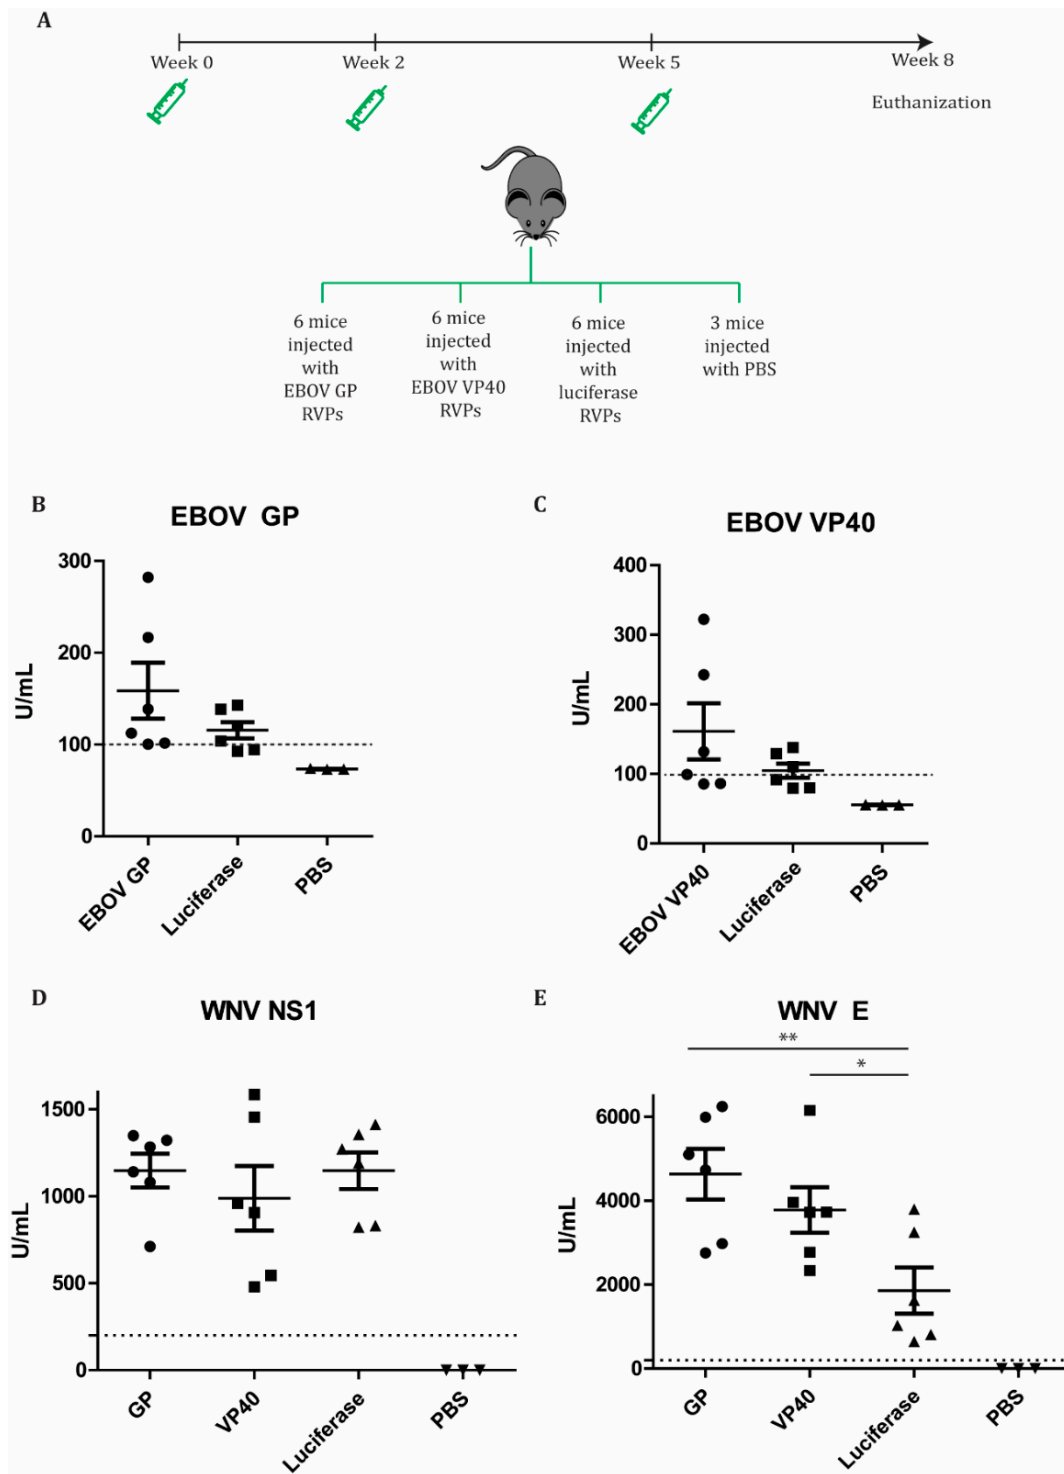 A
Week 0
Week 2
Week 5
Week 8
Euthanization
6 mice
injected
with
EBOV GP
RVPs
6 mice
injected
with
EBOV VP40
RVPs
6 mice
injected
with
luciferase
RVPs
3 mice
injected
with PBS
B
EBOV GP
U/mL
300
200
100
0
EBOV GP
Luciferase
PBS
C
EBOV VP40
U/mL
400
300
200
100
0
EBOV VP40
Luciferase
PBS
D
WNV NS1
U/mL
1500
1000
500
0
GP
VP40
Luciferase
PBS
E
WNV E
**
*
U/mL
6000
4000
2000
0
GP
VP40
Luciferase
PBS